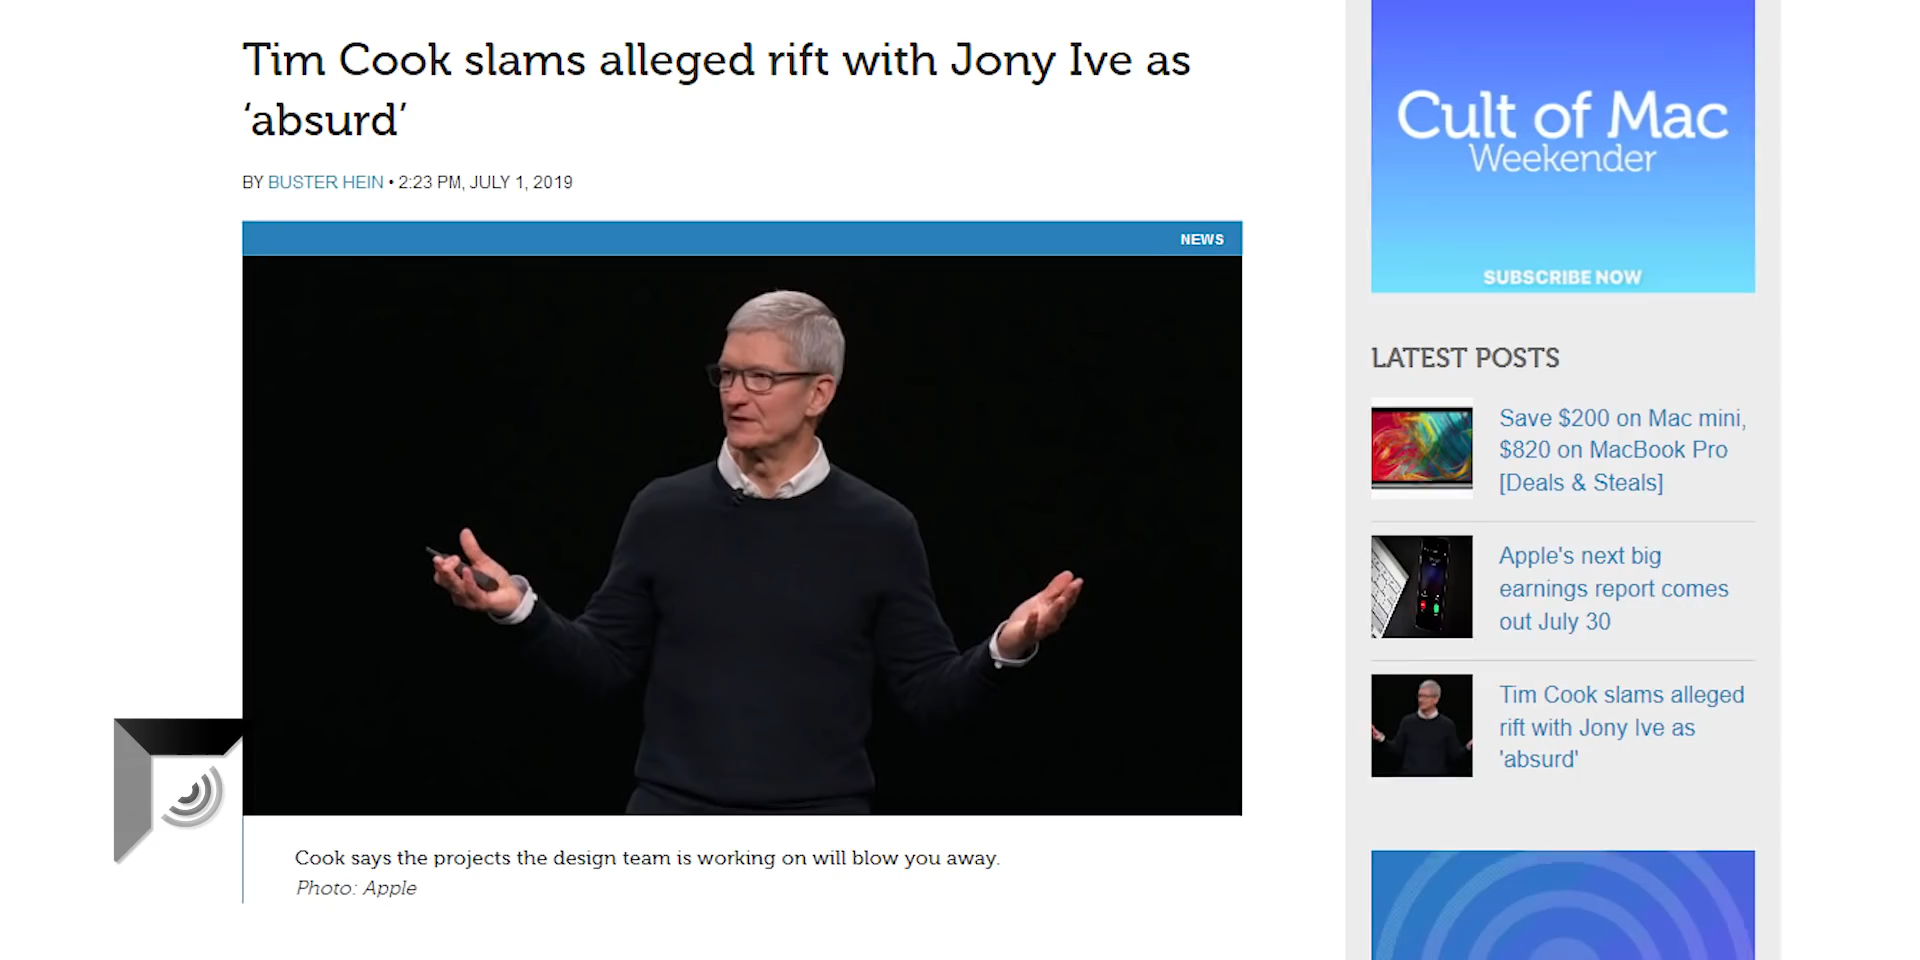 Tim Cook slams alleged rift with Jony Ive as
‘absurd’
BY BUSTER HEIN • 2:23 PM, JULY 1, 2019
NEWS
Cook says the projects the design team is working on will blow you away.
Photo: Apple
Cult of Mac
Weekender
SUBSCRIBE NOW
LATEST POSTS
Save $200 on Mac mini,
$820 on MacBook Pro
[Deals & Steals]
Apple's next big
earnings report comes
out July 30
Tim Cook slams alleged
rift with Jony Ive as
'absurd'